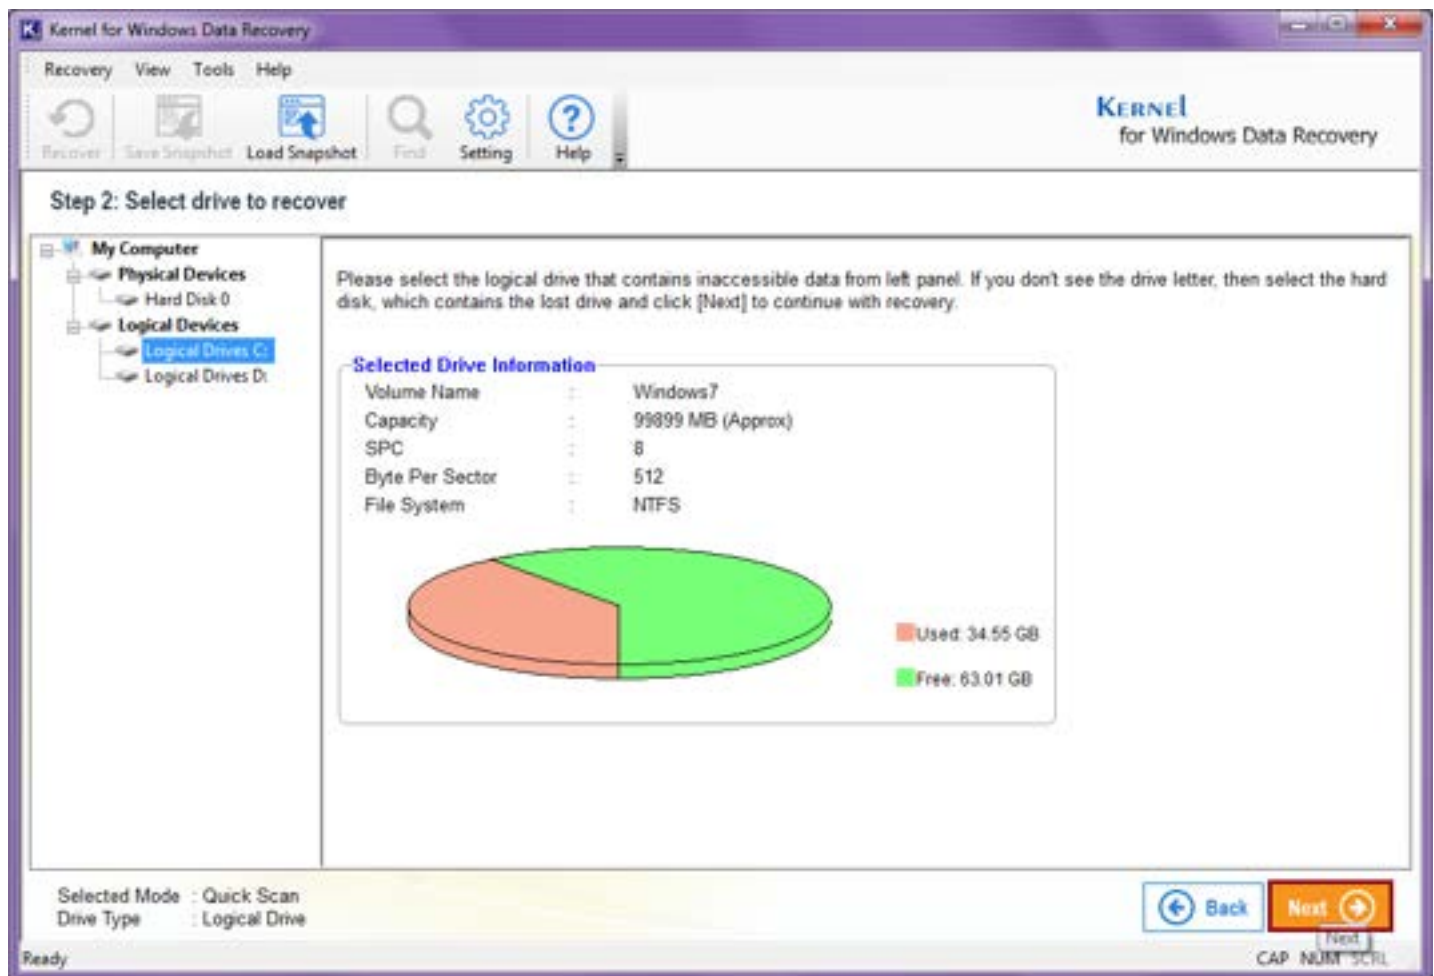 Kernel for Windows Data Recovery
Recovery View Tools Help
Recover Save Snapshot Load Snapshot Find Setting Help
KERNEL
for Windows Data Recovery
Step 2: Select drive to recover
My Computer
Physical Devices
Hard Disk 0
Logical Devices
Logical Drives C:
Logical Drives D:
Please select the logical drive that contains inaccessible data from left panel. If you don't see the drive letter, then select the hard
disk, which contains the lost drive and click [Next] to continue with recovery.
Selected Drive Information
Volume Name : Windows7
Capacity : 99899 MB (Approx)
SPC : 8
Byte Per Sector : 512
File System : NTFS
Used: 34.55 GB
Free: 63.01 GB
Selected Mode : Quick Scan
Drive Type : Logical Drive
Back Next
Next
Ready CAP NUM SCRL